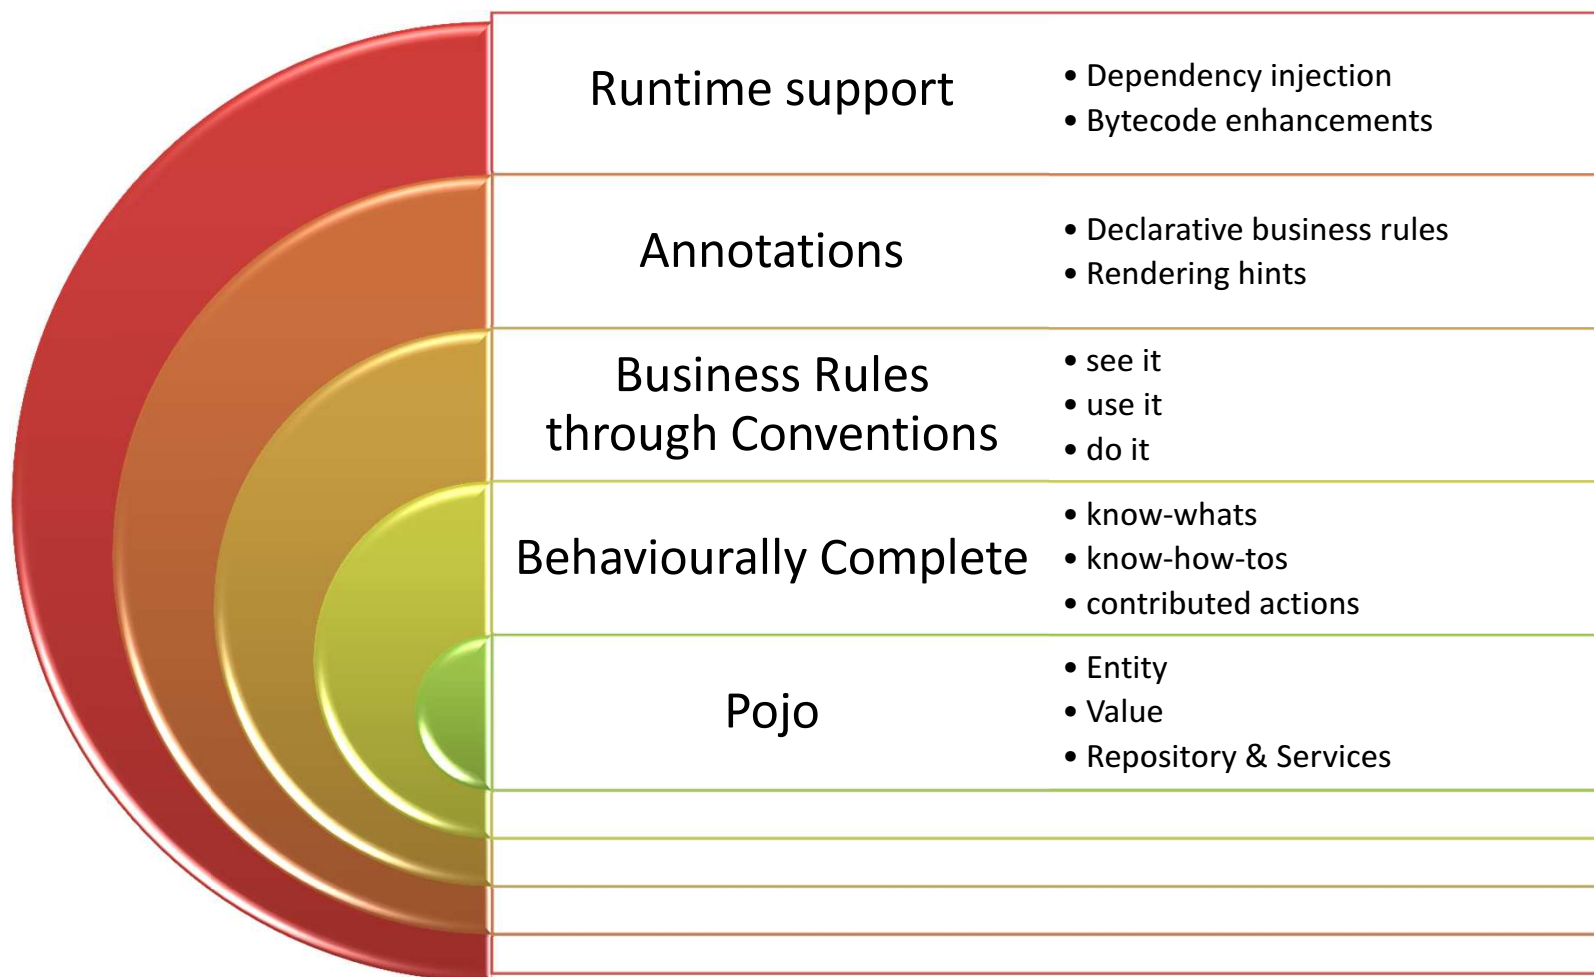 Runtime support
• Dependency injection
• Bytecode enhancements
Annotations
• Declarative business rules
• Rendering hints
Business Rules
through Conventions
• see it
• use it
• do it
Behaviourally Complete
• know-whats
• know-how-tos
• contributed actions
Pojo
• Entity
• Value
• Repository & Services